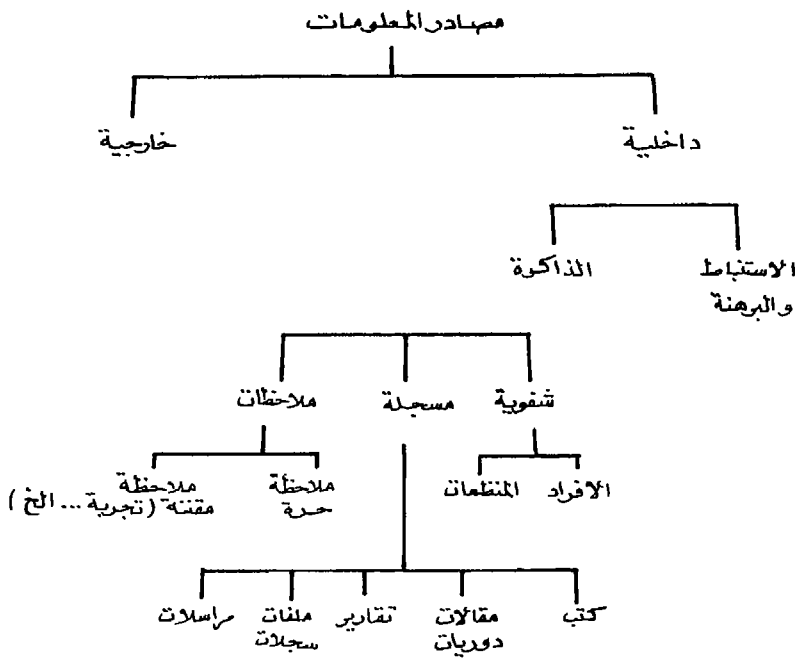 مصادر المعلومات
داخلية
خارجية
الاستنباط
والبرهنة
الذاكرة
شفوية
مسجلة
ملاحظات
الافراد
المنظمات
ملاحظة
حرة
ملاحظة
مقننة (تجربة ... الخ)
كتب
مقالات
دوريات
تقارير
ملفات
سجلات
مراسلات